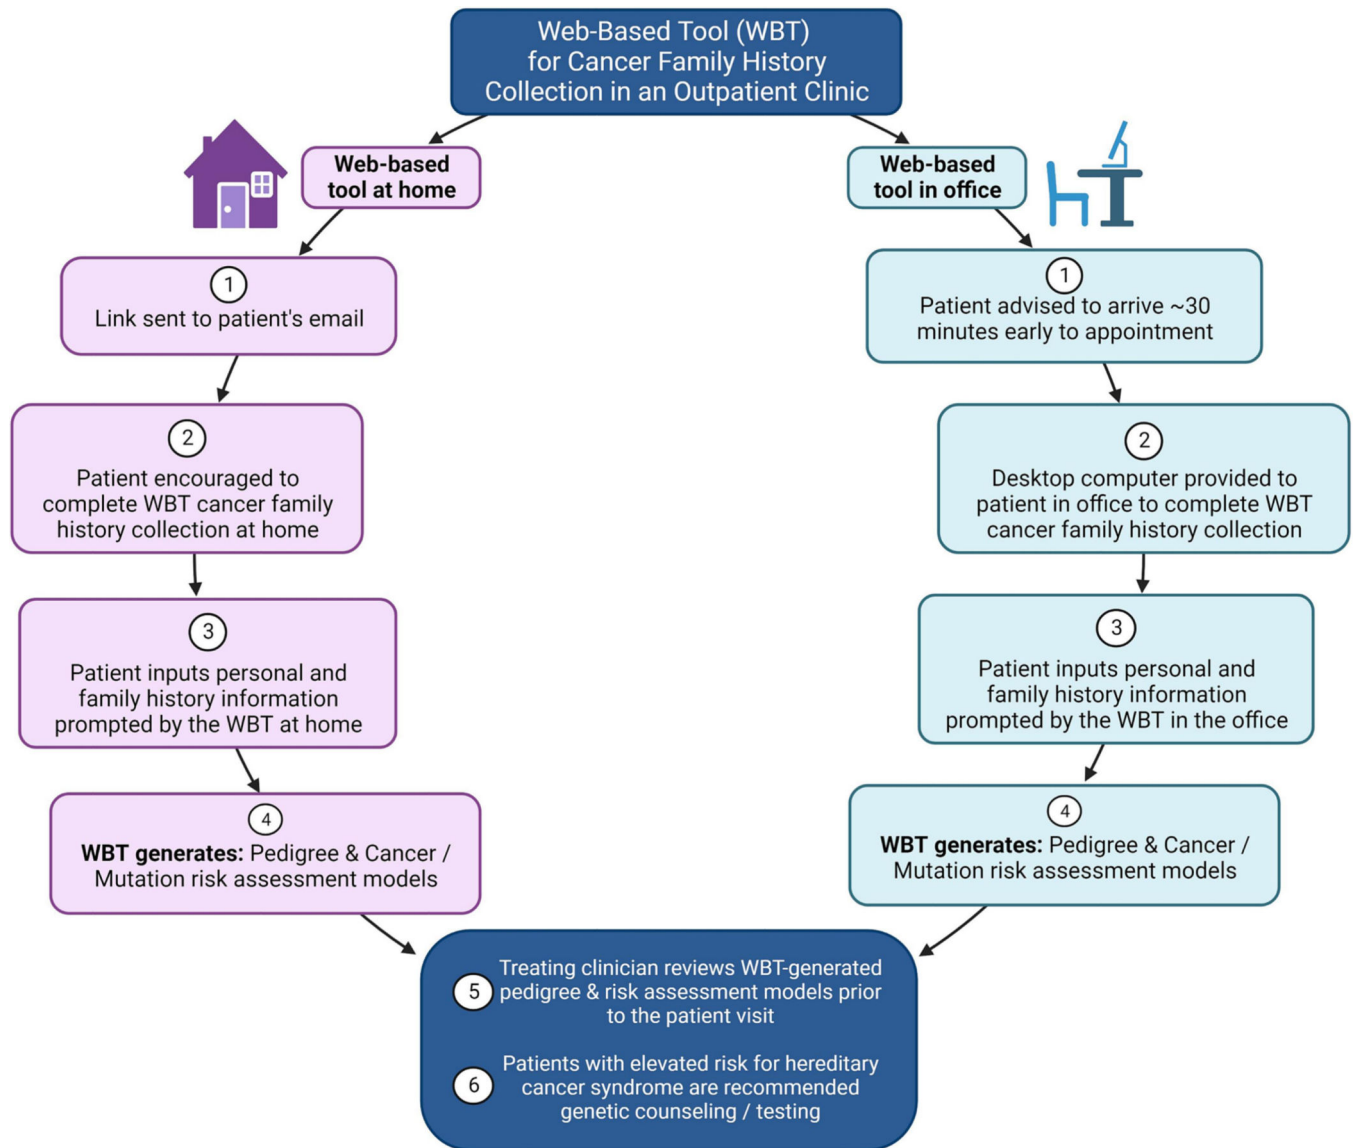 Web-Based Tool (WBT)
for Cancer Family History
Collection in an Outpatient Clinic
Web-based
tool at home
1
Link sent to patient's email
2
Patient encouraged to
complete WBT cancer family
history collection at home
3
Patient inputs personal and
family history information
prompted by the WBT at home
4
WBT generates: Pedigree & Cancer /
Mutation risk assessment models
Web-based
tool in office
1
Patient advised to arrive ~30
minutes early to appointment
2
Desktop computer provided to
patient in office to complete WBT
cancer family history collection
3
Patient inputs personal and
family history information
prompted by the WBT in the office
4
WBT generates: Pedigree & Cancer /
Mutation risk assessment models
5
Treating clinician reviews WBT-generated
pedigree & risk assessment models prior
to the patient visit
6
Patients with elevated risk for hereditary
cancer syndrome are recommended
genetic counseling / testing